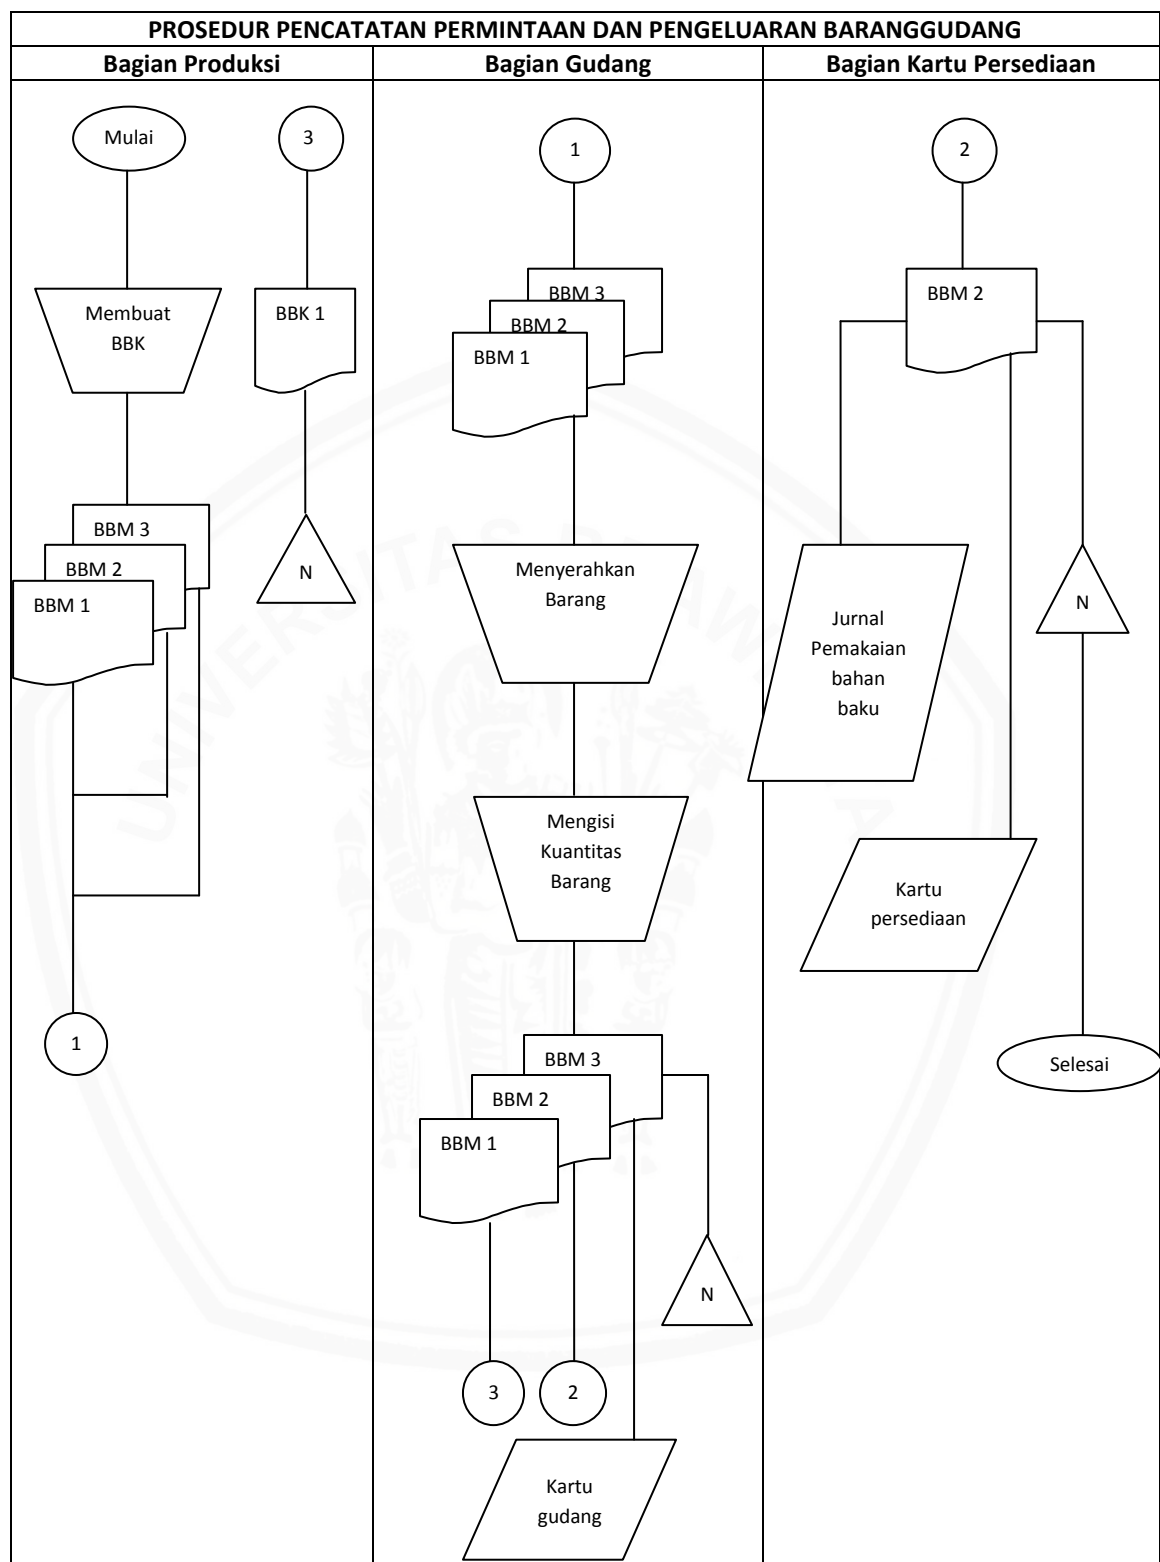 PROSEDUR PENCATATAN PERMINTAAN DAN PENGELUARAN BARANGGUDANG
Bagian Produksi
Bagian Gudang
Bagian Kartu Persediaan
Mulai
3
Membuat
BBK
BBK 1
BBM 3
BBM 2
BBM 1
N
1
1
BBM 3
BBM 2
BBM 1
Menyerahkan
Barang
Mengisi
Kuantitas
Barang
BBM 3
BBM 2
BBM 1
N
3
2
Kartu
gudang
2
BBM 2
Jurnal
Pemakaian
bahan
baku
N
Kartu
persediaan
Selesai
UNIVERSITAS BRAWIJAYA